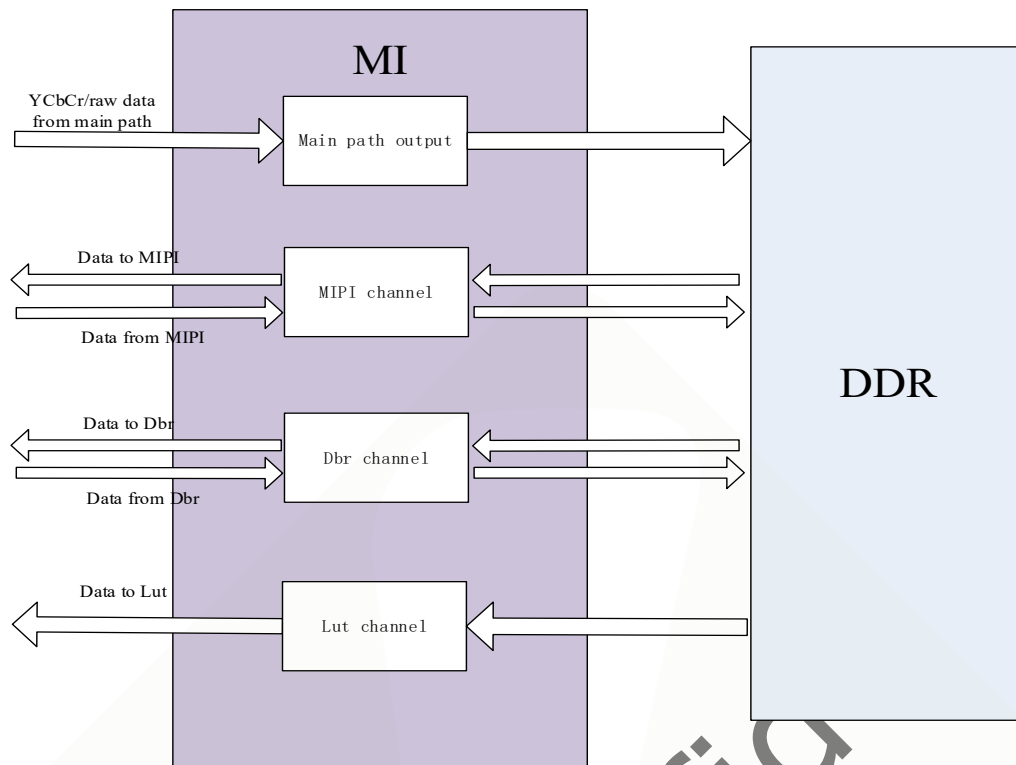 MI
YCbCr/raw data
from main path
Main path output
Data to MIPI
MIPI channel
Data from MIPI
DDR
Data to Dbr
Dbr channel
Data from Dbr
Data to Lut
Lut channel